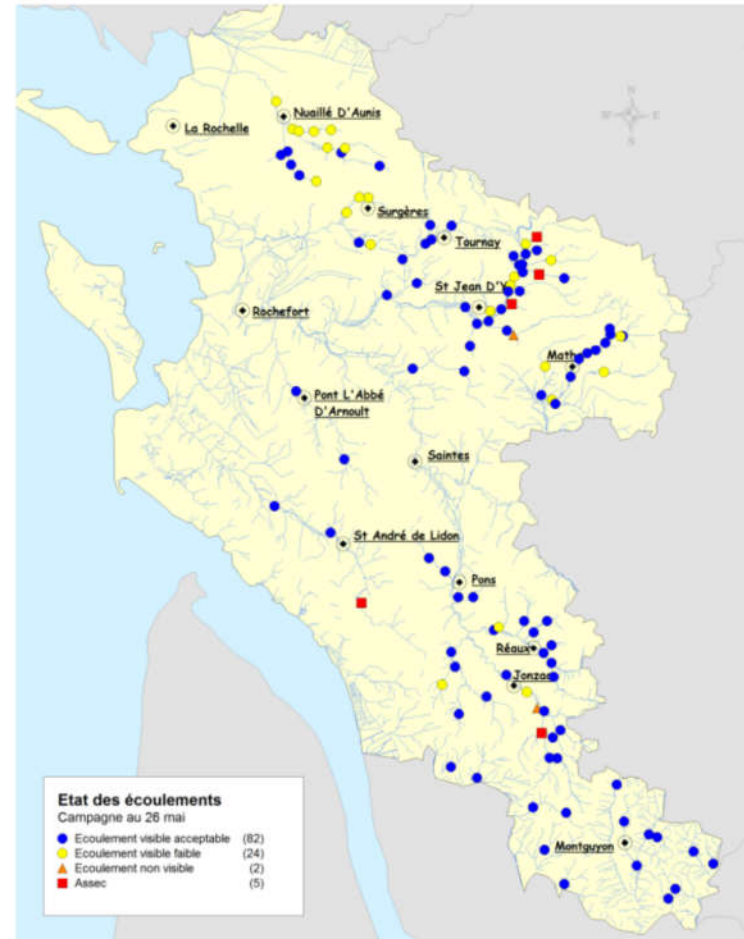 Nuaillé D'Aunis
La Rochelle
Surgères
Tournay
St Jean D'Y
Rochefort
Math
Pont L'Abbé
D'Arnoult
Saintes
St André de Lidon
Pons
Réaux
Jonzac
Montguyon
Etat des écoulements
Campagne au 26 mai
Ecoulement visible acceptable (82)
Ecoulement visible faible (24)
Ecoulement non visible (2)
Assec (5)